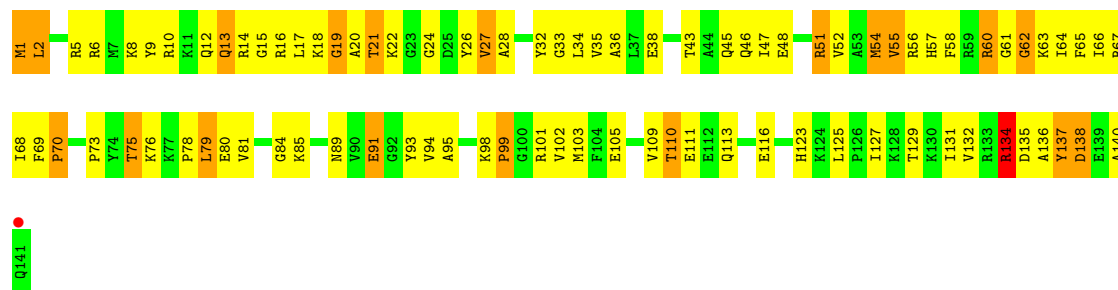 M1 L2 R5 R6 M7 K8 Y9 R10 K11 Q12 Q13 R14 G15 R16 L17 K18 G19 A20 T21 K22 G23 G24 D25 Y26 V27 A28 Y32 G33 L34 V35 A36 L37 E38 T43 A44 Q45 Q46 I47 E48 R51 V52 A53 M54 V55 R56 H57 F58 R59 R60 G61 G62 K63 I64 F65 I66 R67
I68 F69 P70 P73 Y74 T75 K76 K77 P78 L79 E80 V81 G84 K85 N89 V90 E91 G92 Y93 V94 A95 K98 P99 G100 R101 V102 M103 F104 E105 V109 T110 E111 E112 Q113 E116 H123 K124 L125 P126 I127 K128 T129 K130 I131 V132 R133 R134 D135 A136 Y137 D138 E139 A140
Q141